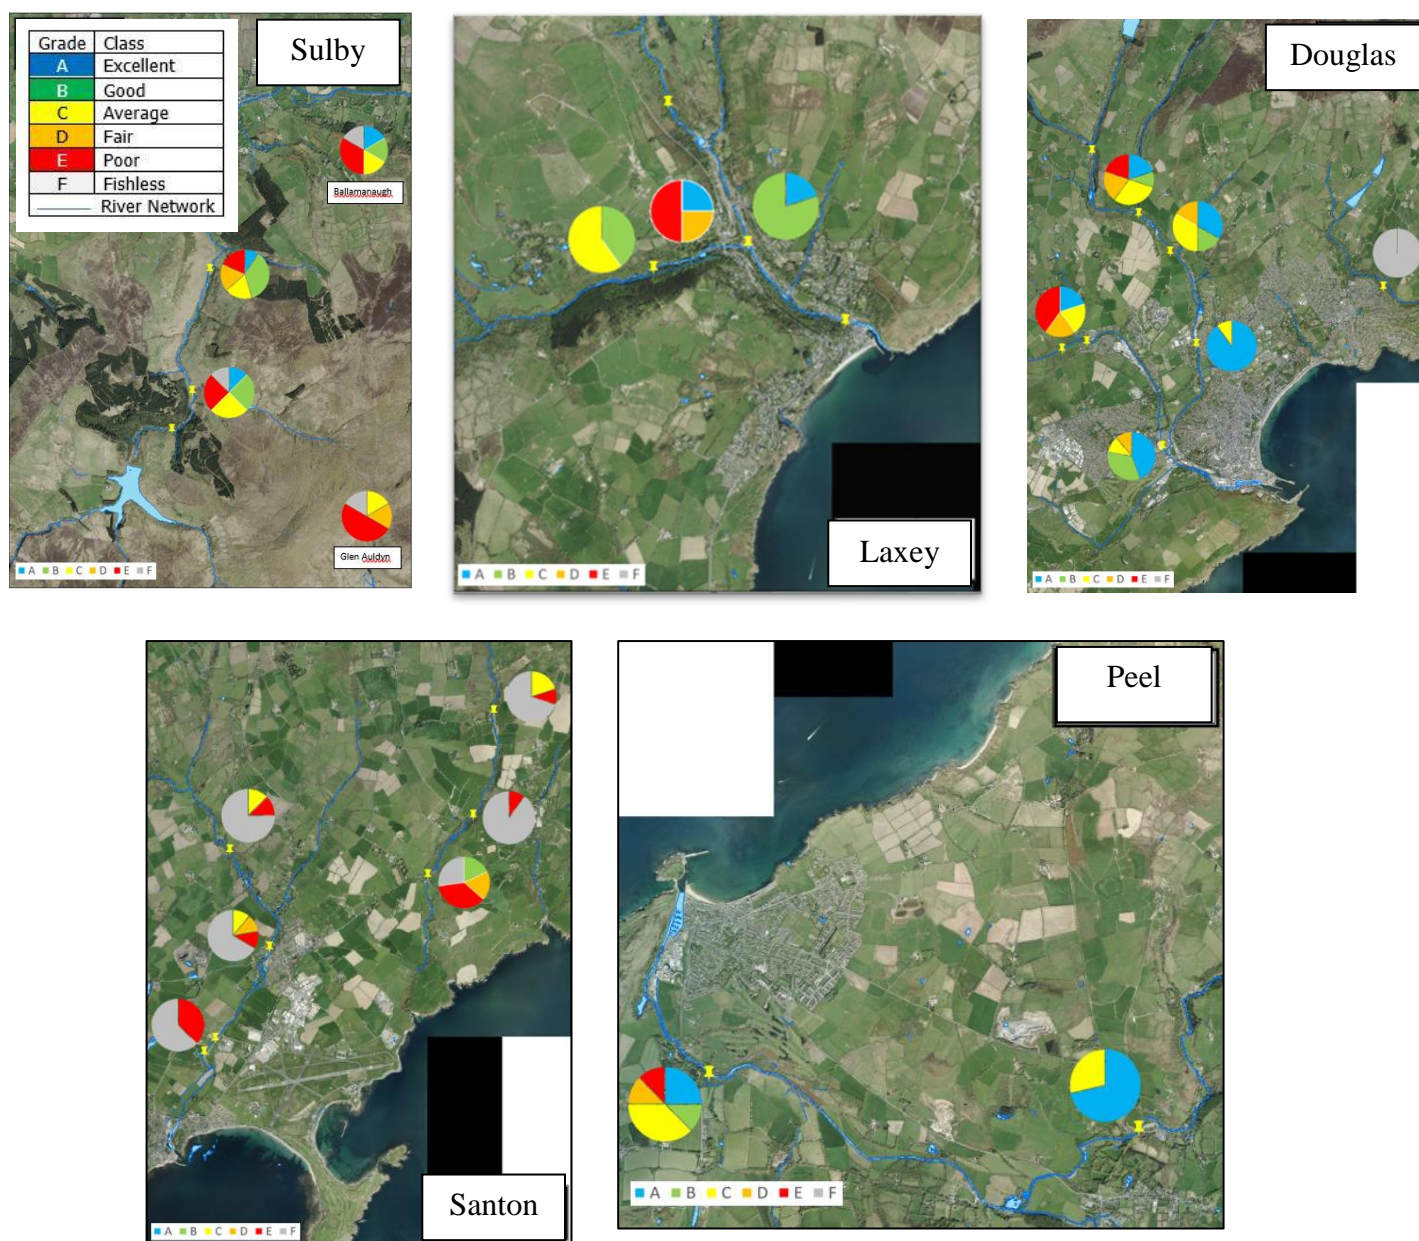 Grade Class
A Excellent
B Good
C Average
D Fair
E Poor
F Fishless
River Network
Sulby
Ballamanaugh
Glen Auldyn
A B C D E F
Laxey
A B C D E F
Douglas
A B C D E F
Santon
A B C D E F
Peel
A B C D E F